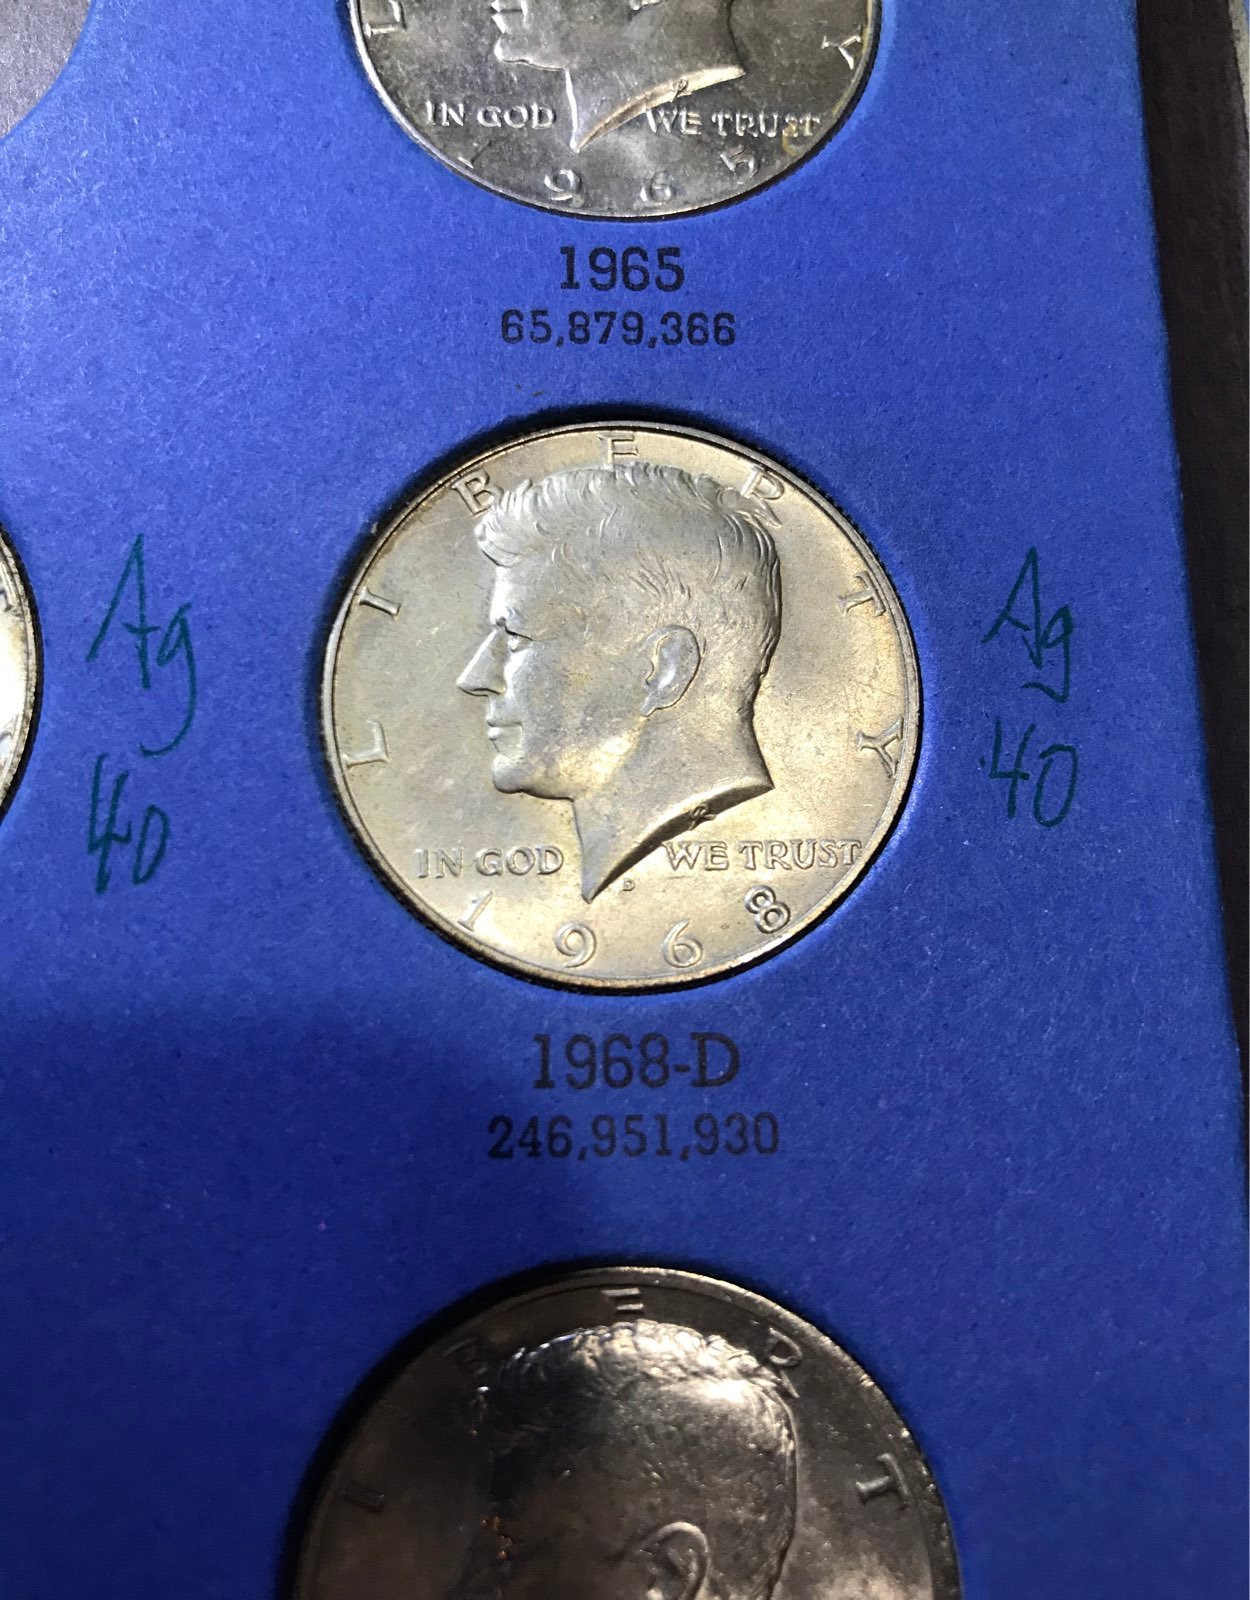 L Y
IN GOD WE TRUST
1965
1965
65,879,366
LIBERTY
Ag
40
Ag
40
IN GOD WE TRUST
D
1968
1968-D
246,951,930
I B E R T